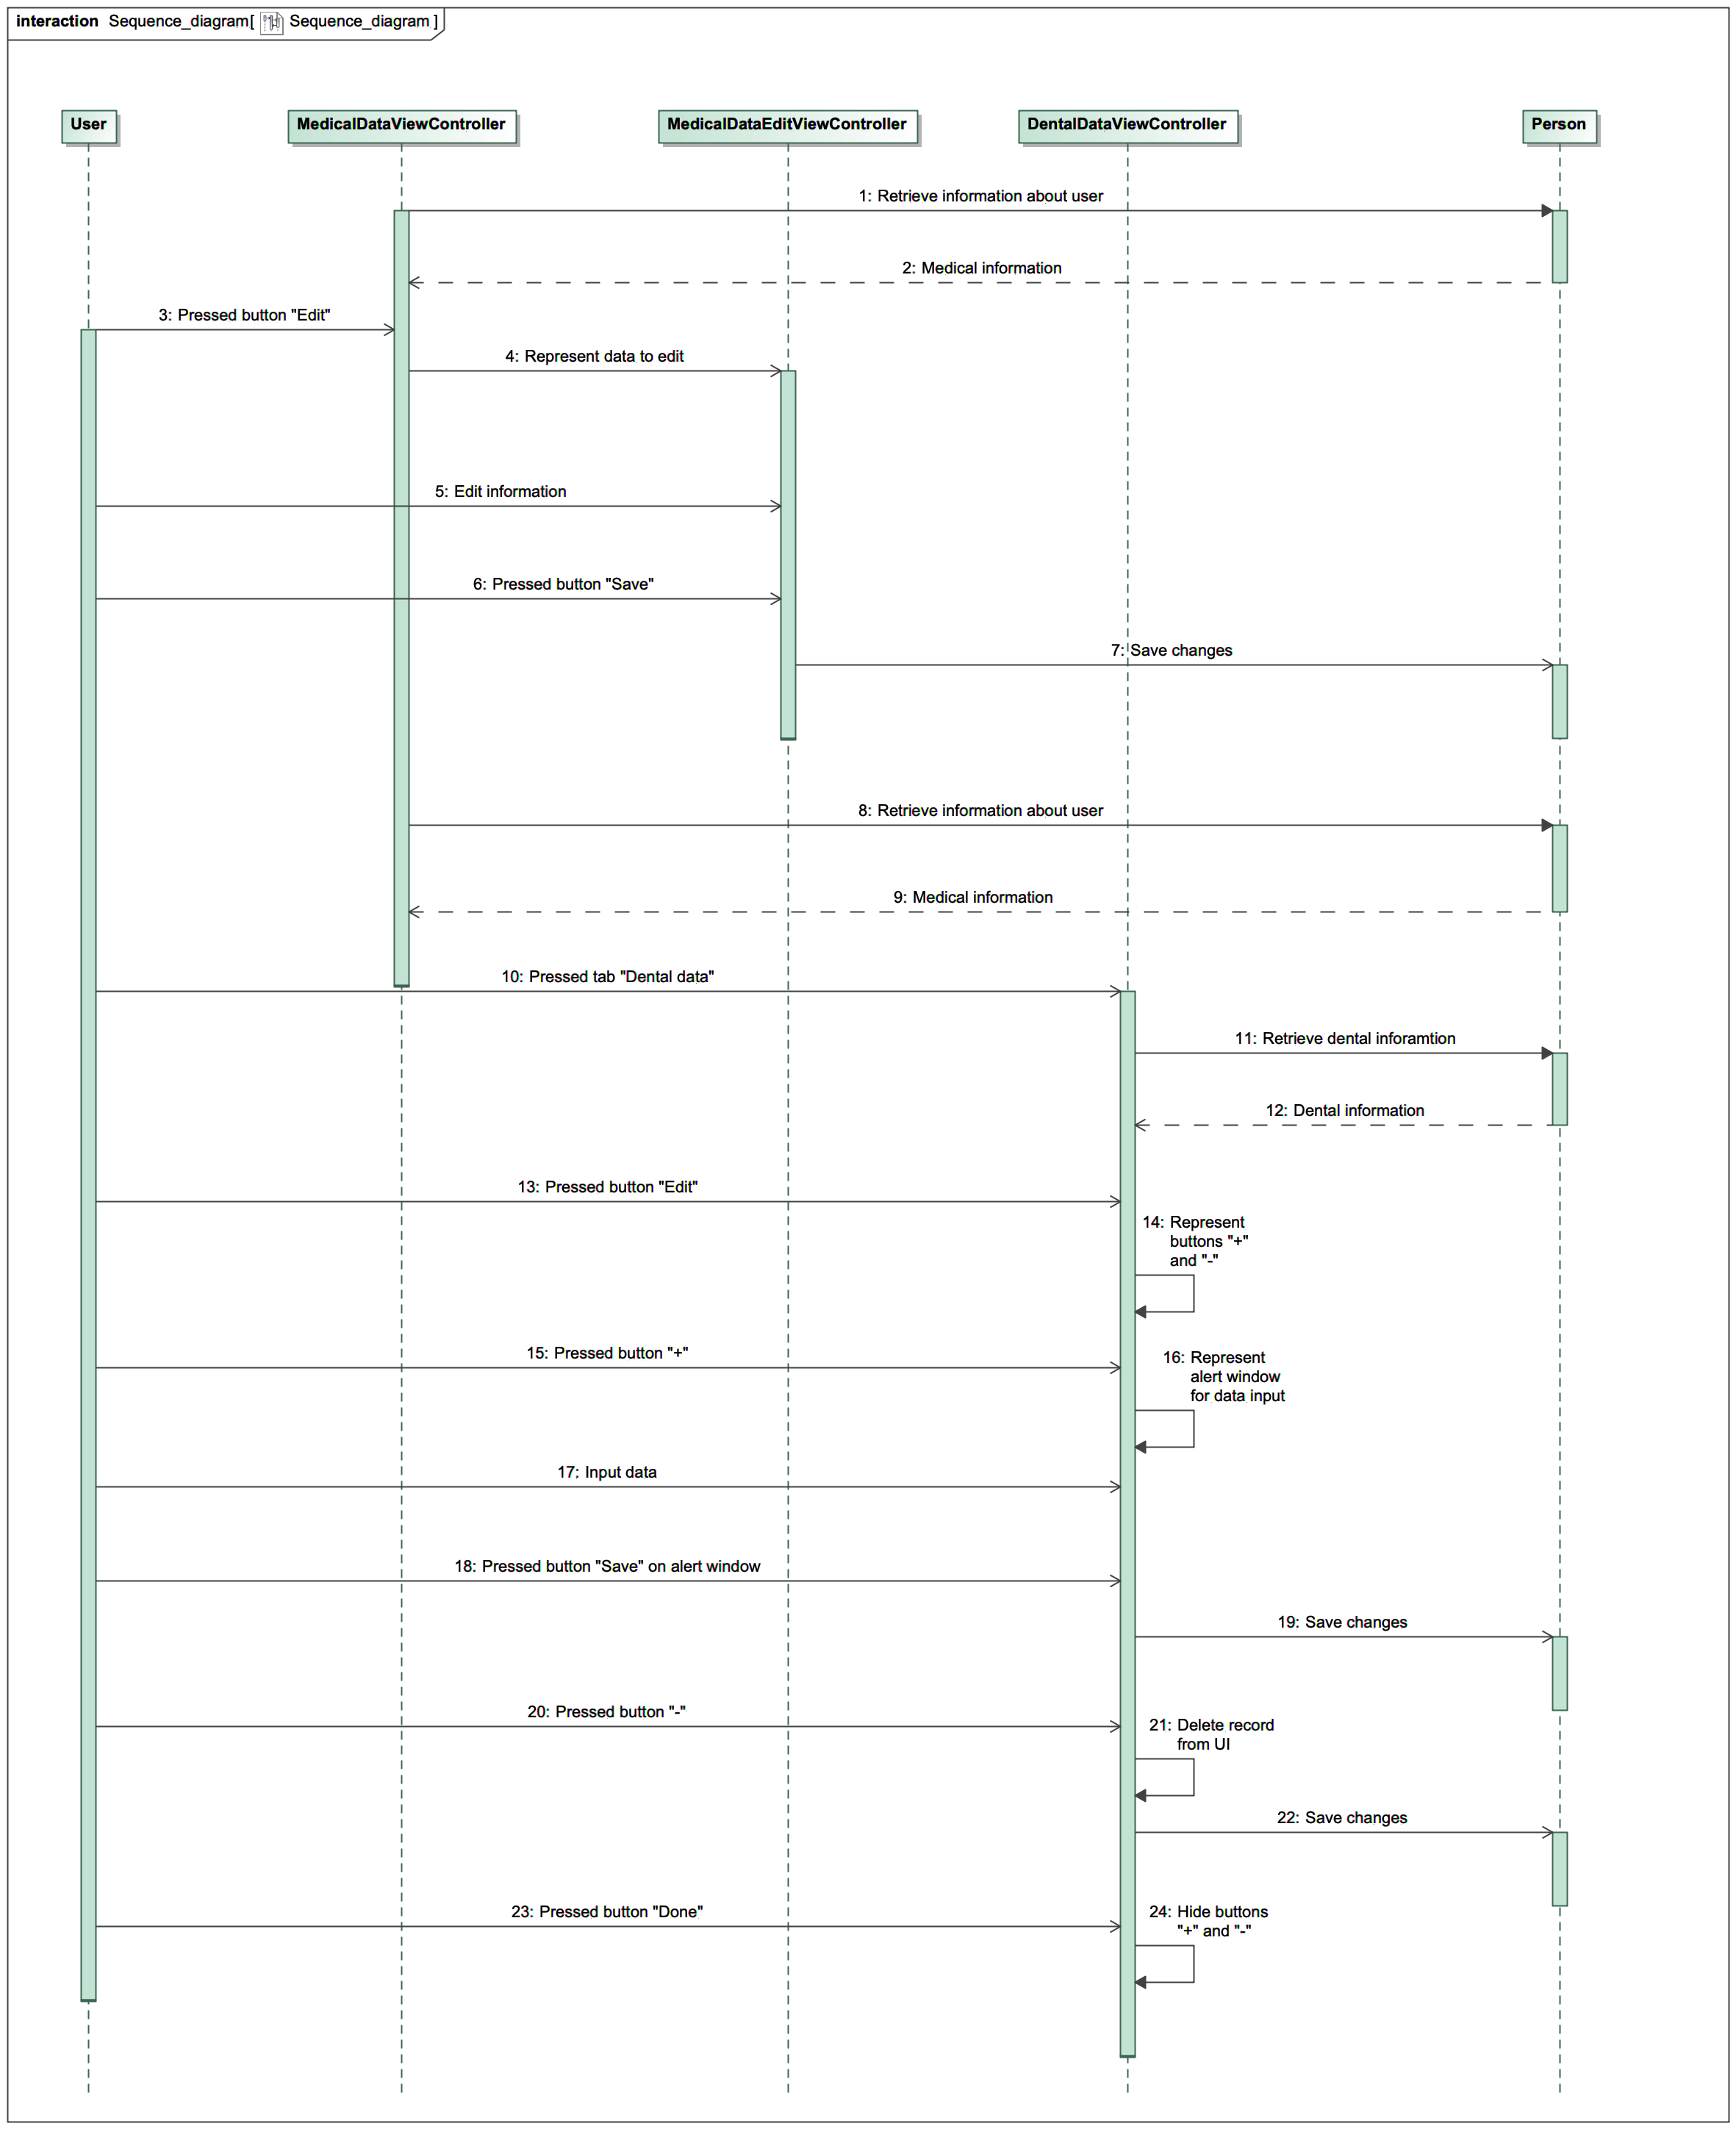 interaction Sequence_diagram[ Sequence_diagram ]
User
MedicalDataViewController
MedicalDataEditViewController
DentalDataViewController
Person
1: Retrieve information about user
2: Medical information
3: Pressed button "Edit"
4: Represent data to edit
5: Edit information
6: Pressed button "Save"
7: Save changes
8: Retrieve information about user
9: Medical information
10: Pressed tab "Dental data"
11: Retrieve dental inforamtion
12: Dental information
13: Pressed button "Edit"
14: Represent
buttons "+"
and "-"
15: Pressed button "+"
16: Represent
alert window
for data input
17: Input data
18: Pressed button "Save" on alert window
19: Save changes
20: Pressed button "-"
21: Delete record
from UI
22: Save changes
23: Pressed button "Done"
24: Hide buttons
"+" and "-"